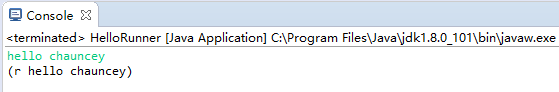 Console
<terminated> HelloRunner [Java Application] C:\Program Files\Java\jdk1.8.0_101\bin\javaw.exe
hello chauncey
(r hello chauncey)